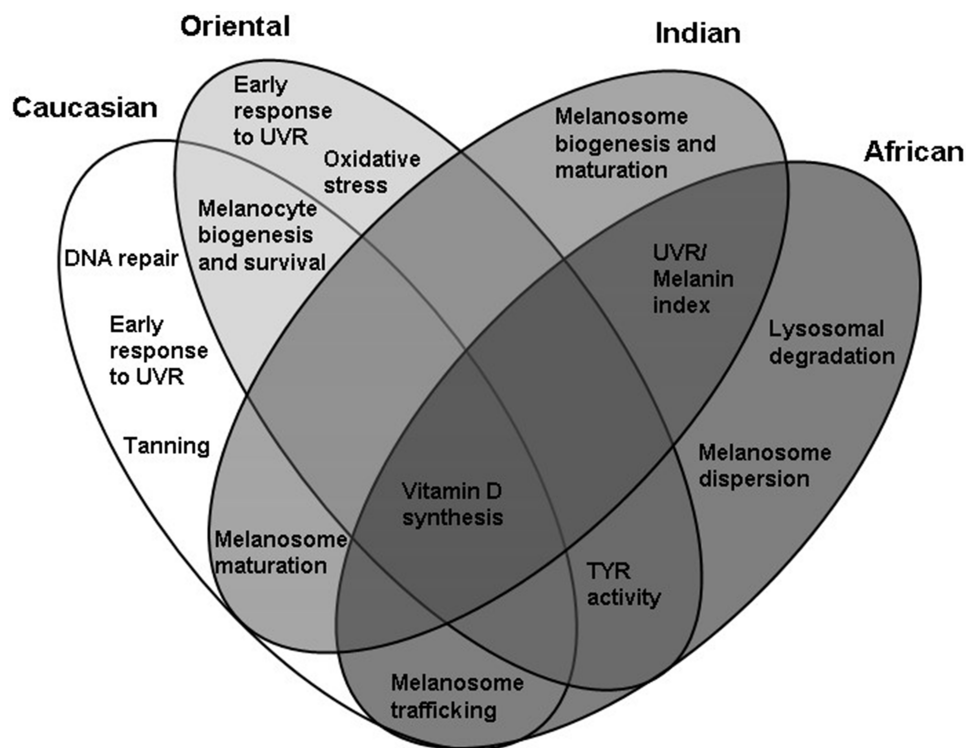 Oriental
Indian
Caucasian
African
Early
response
to UVR
Oxidative
stress
Melanosome
biogenesis and
maturation
Melanocyte
biogenesis
and survival
DNA repair
UVR/
Melanin
index
Early
response
to UVR
Lysosomal
degradation
Tanning
Melanosome
dispersion
Vitamin D
synthesis
Melanosome
maturation
TYR
activity
Melanosome
trafficking